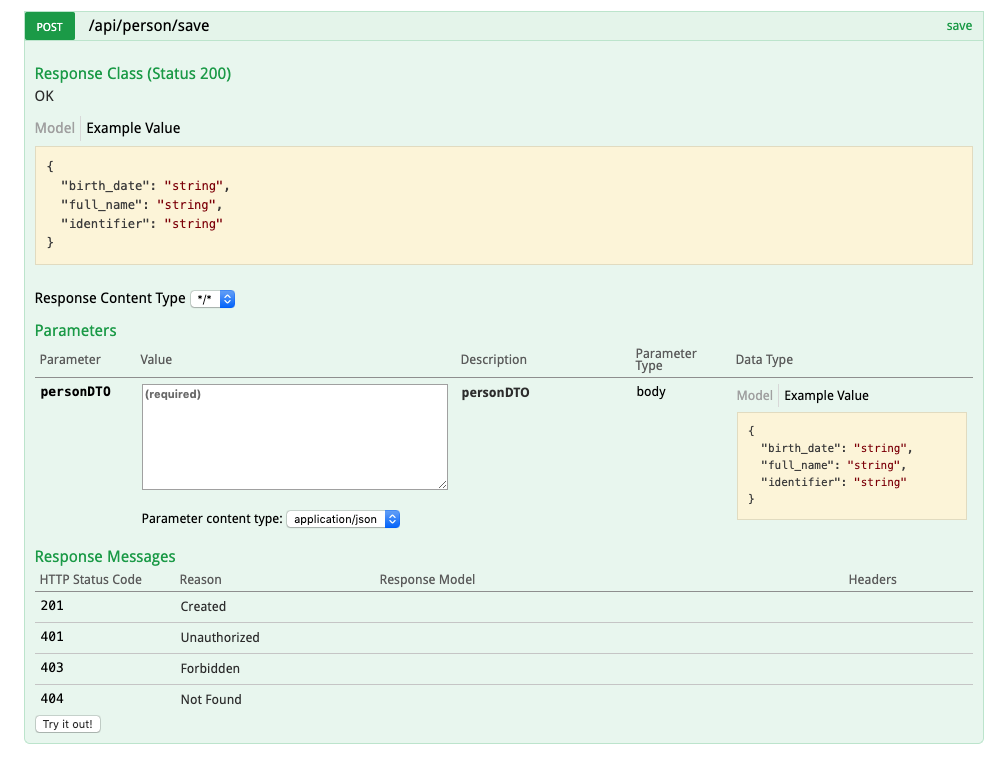 POST /api/person/save save
Response Class (Status 200)
OK
Model Example Value
{
"birth_date": "string",
"full_name": "string",
"identifier": "string"
}
Response Content Type */*
Parameters
Parameter Value Description Parameter Type Data Type
personDTO (required) personDTO body Model Example Value
{
"birth_date": "string",
"full_name": "string",
"identifier": "string"
}
Parameter content type: application/json
Response Messages
HTTP Status Code Reason Response Model Headers
201 Created
401 Unauthorized
403 Forbidden
404 Not Found
Try it out!